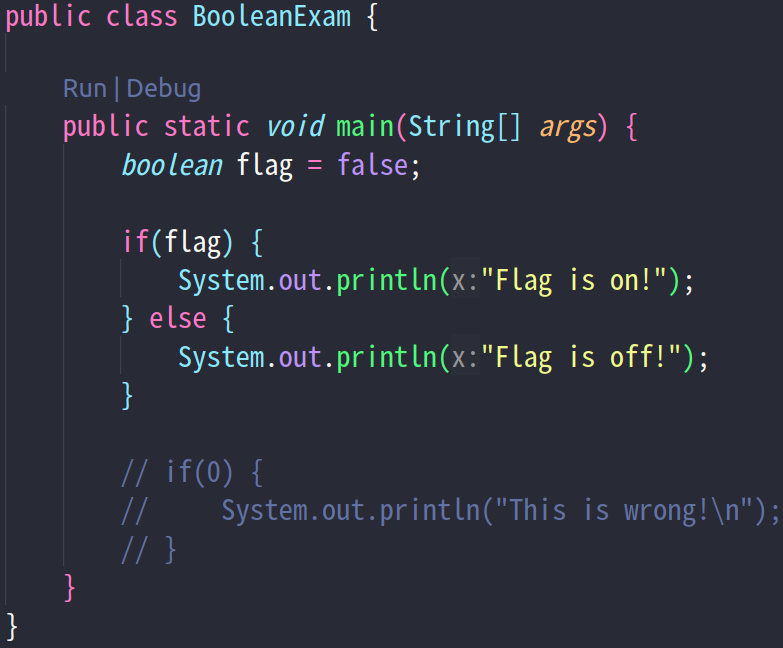 public class BooleanExam {
Run | Debug
public static void main(String[] args) {
boolean flag = false;
if(flag) {
System.out.println(x:"Flag is on!");
} else {
System.out.println(x:"Flag is off!");
}
// if(0) {
//     System.out.println("This is wrong!\n");
// }
}
}